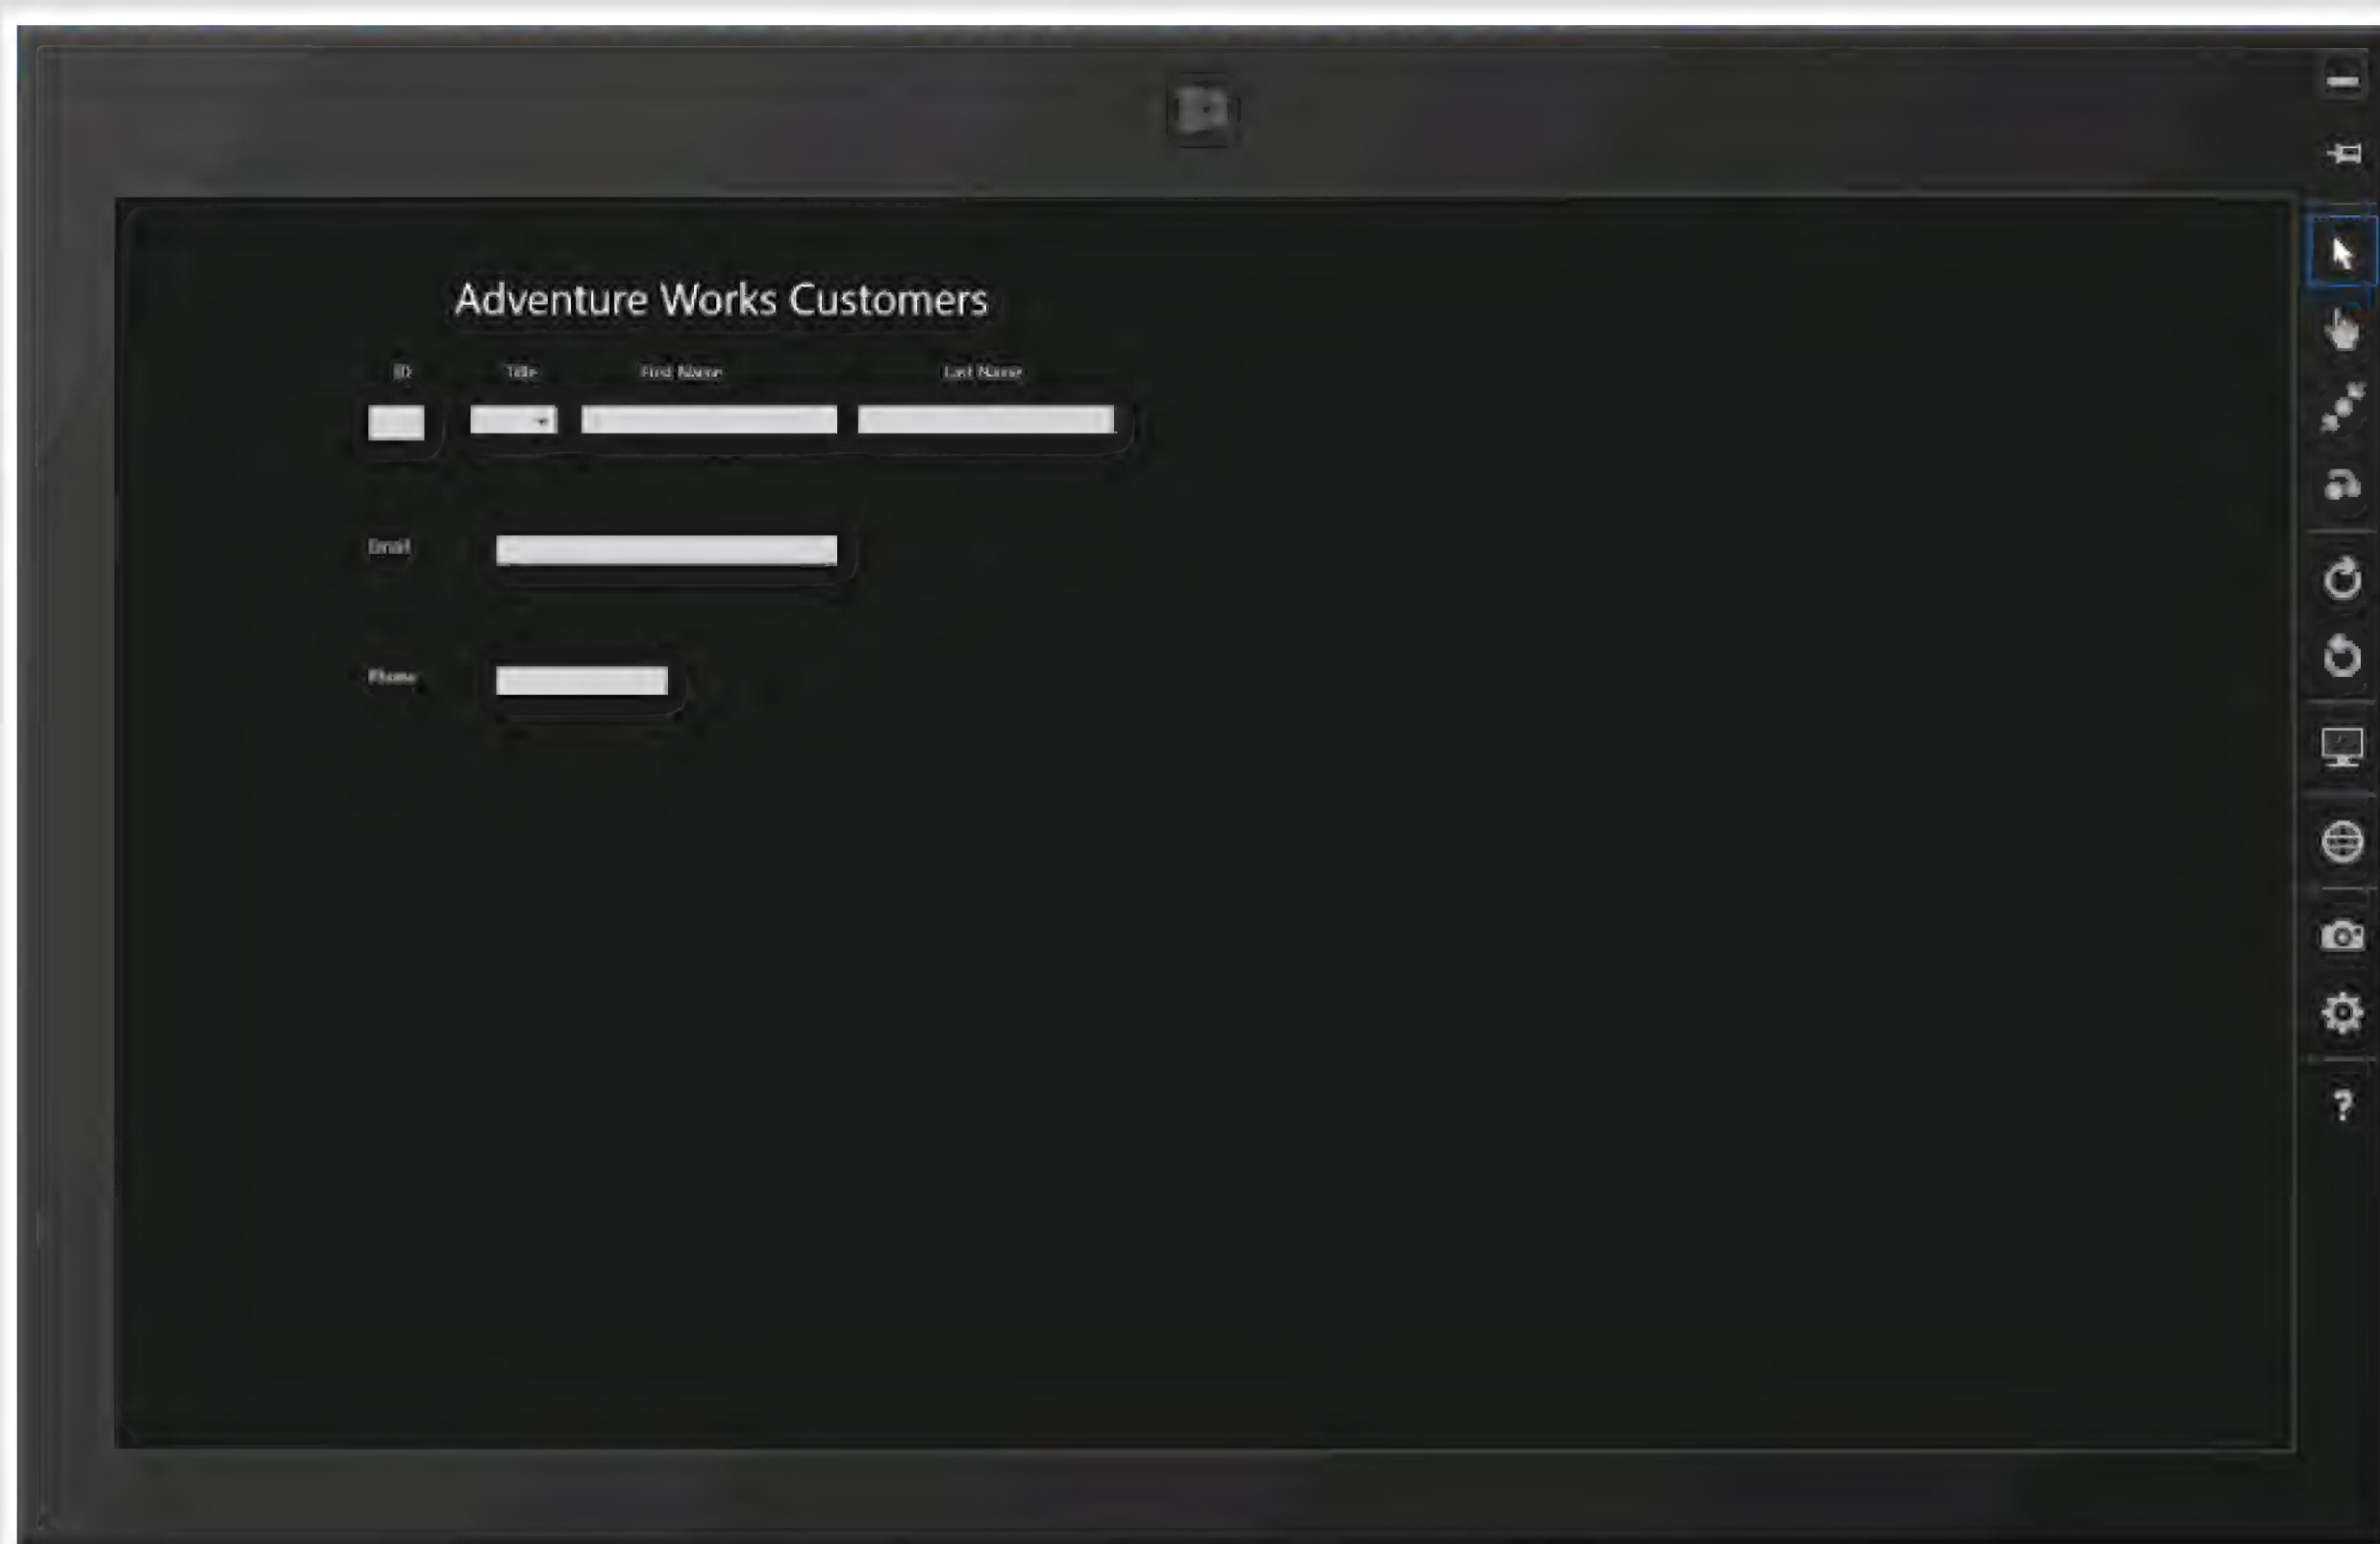 Adventure Works Customers
ID Title First Name Last Name
Email
Phone
?